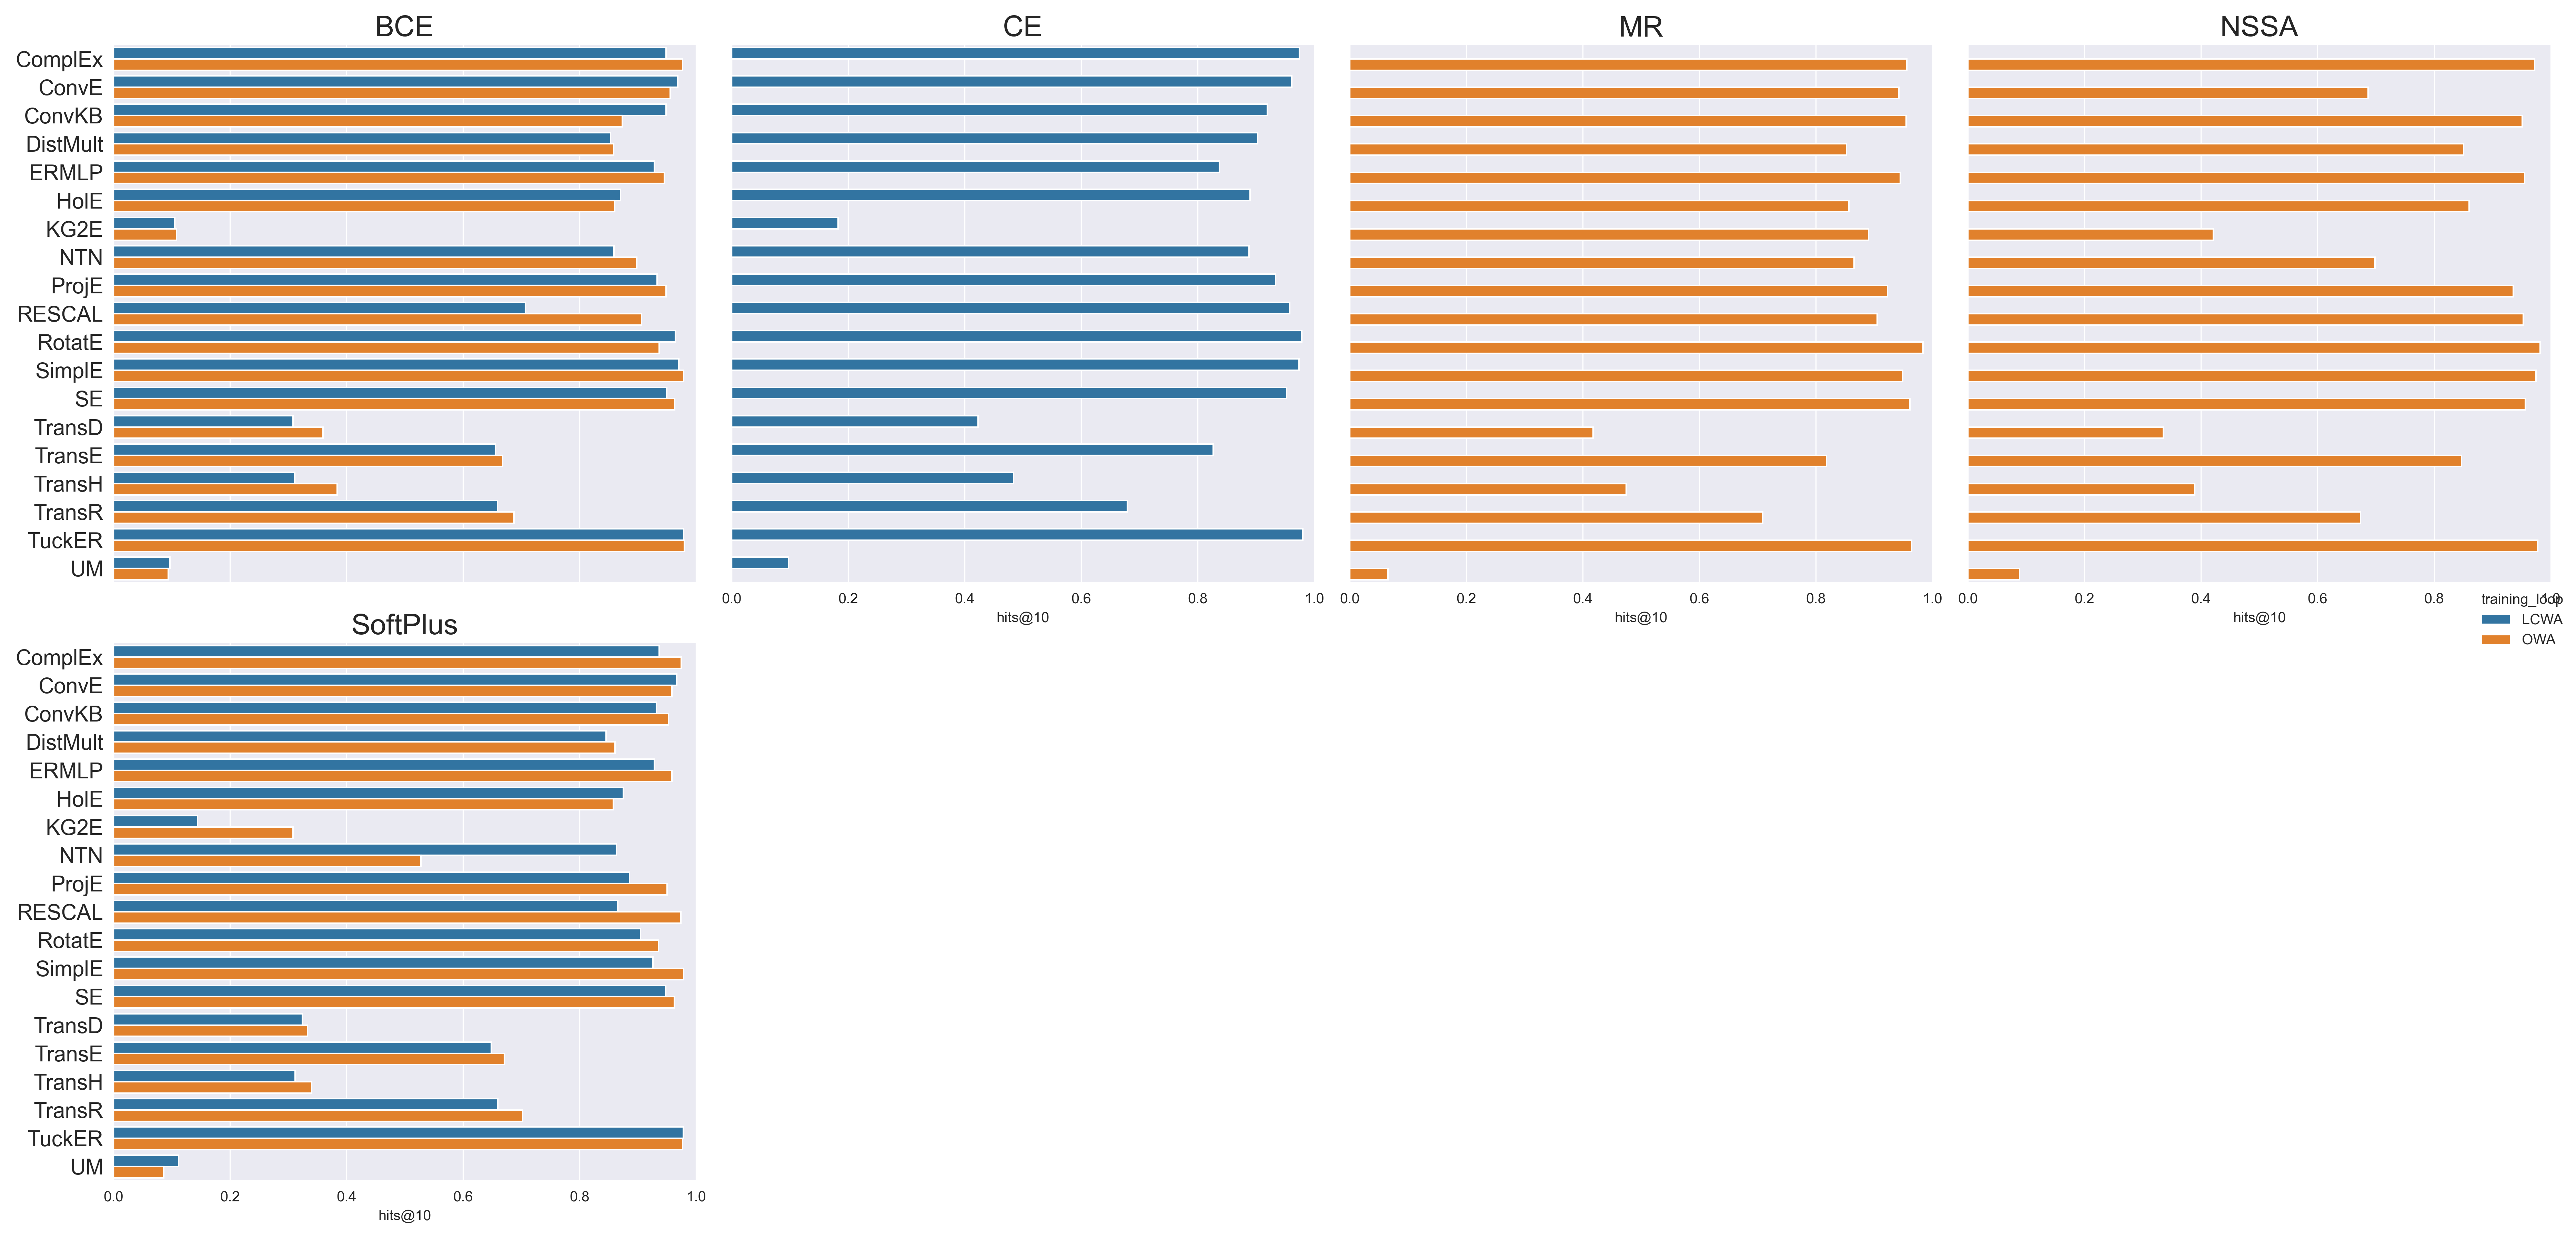 BCE CE MR NSSA
ComplEx
ConvE
ConvKB
DistMult
ERMLP
HolE
KG2E
NTN
ProjE
RESCAL
RotatE
SimplE
SE
TransD
TransE
TransH
TransR
TuckER
UM
0.0 0.2 0.4 0.6 0.8 1.0 0.0 0.2 0.4 0.6 0.8 1.0 0.0 0.2 0.4 0.6 0.8 1.0
hits@10 hits@10 hits@10
training_loop
LCWA
OWA
SoftPlus
ComplEx
ConvE
ConvKB
DistMult
ERMLP
HolE
KG2E
NTN
ProjE
RESCAL
RotatE
SimplE
SE
TransD
TransE
TransH
TransR
TuckER
UM
0.0 0.2 0.4 0.6 0.8 1.0
hits@10